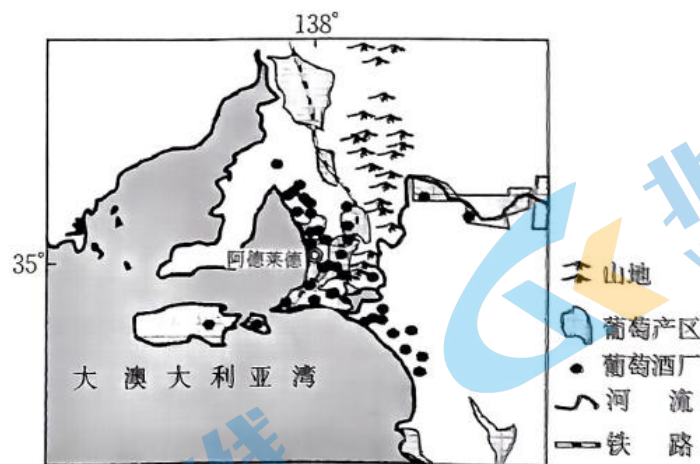 138°
35°
阿德莱德
大澳大利亚湾
山地
葡萄产区
葡萄酒厂
河流
铁路